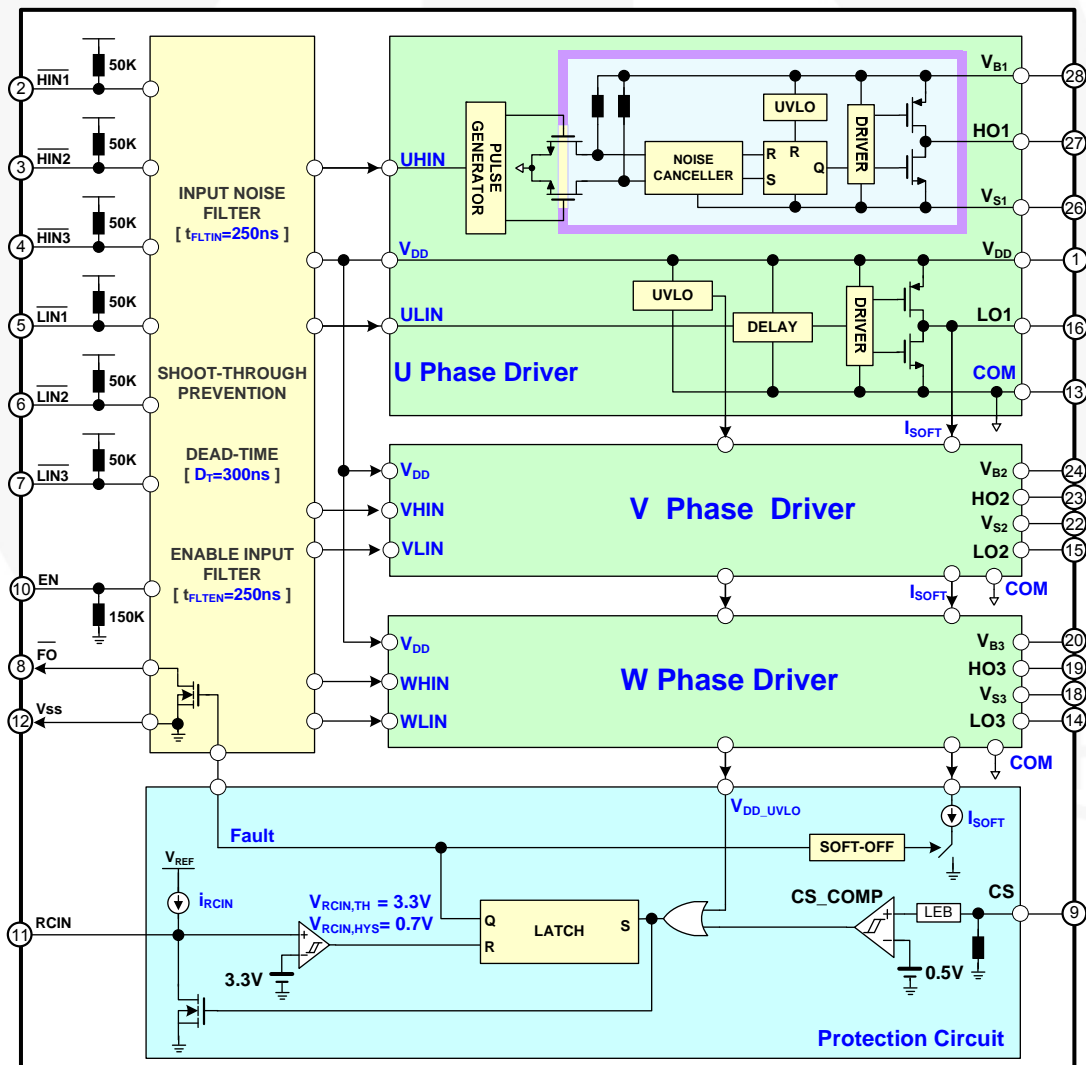 2
HIN1
50K
3
HIN2
50K
4
HIN3
50K
5
LIN1
50K
6
LIN2
50K
7
LIN3
50K
10
EN
150K
8
FO
12
Vss
INPUT NOISE
FILTER
[ tFLTIN=250ns ]
SHOOT-THROUGH
PREVENTION
DEAD-TIME
[ DT=300ns ]
ENABLE INPUT
FILTER
[ tFLTEN=250ns ]
UHIN
PULSE
GENERATOR
NOISE
CANCELLER
UVLO
R
R
S
Q
DRIVER
VB1
28
HO1
27
VS1
26
VDD
VDD
1
UVLO
ULIN
DELAY
DRIVER
LO1
16
U Phase Driver
COM
13
ISOFT
VDD
VHIN
VLIN
V Phase Driver
VB2
24
HO2
23
VS2
22
LO2
15
ISOFT
COM
VDD
WHIN
WLIN
W Phase Driver
VB3
20
HO3
19
VS3
18
LO3
14
COM
VDD_UVLO
ISOFT
Fault
SOFT-OFF
VREF
iRCIN
VRCIN,TH = 3.3V
VRCIN,HYS= 0.7V
11
RCIN
3.3V
Q
R
LATCH
S
CS_COMP
LEB
CS
9
0.5V
Protection Circuit